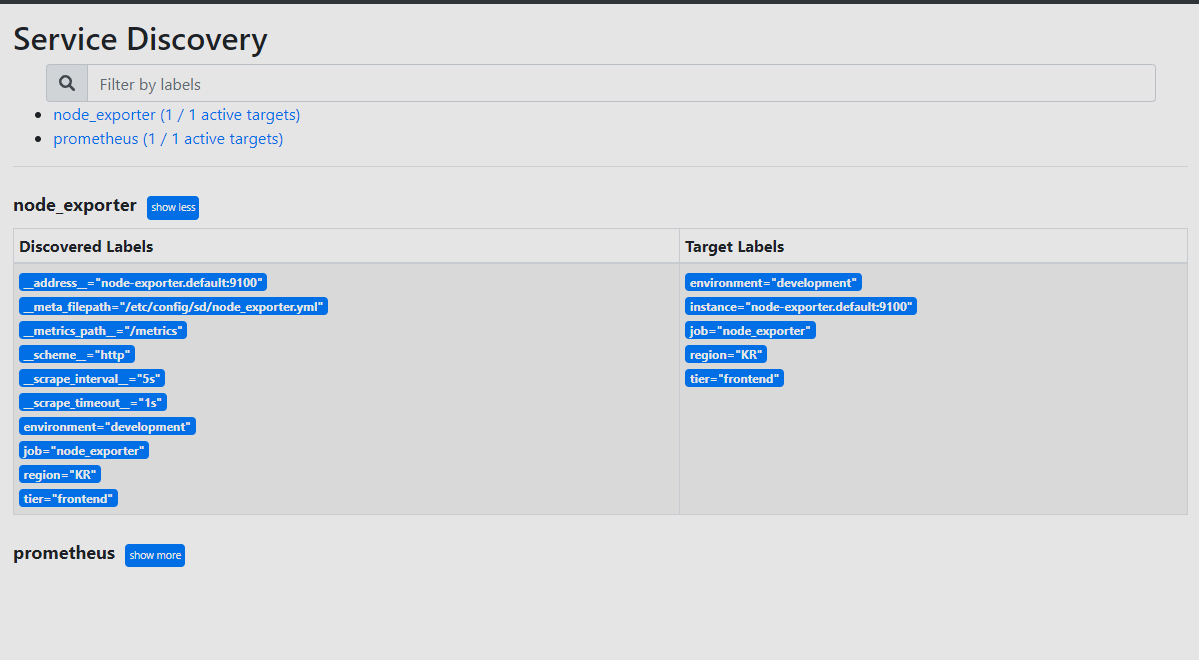 Service Discovery
Filter by labels
node_exporter (1 / 1 active targets)
prometheus (1 / 1 active targets)
node_exporter show less
Discovered Labels Target Labels
__address__="node-exporter.default:9100" environment="development"
__meta_filepath="/etc/config/sd/node_exporter.yml" instance="node-exporter.default:9100"
__metrics_path__="/metrics" job="node_exporter"
__scheme__="http" region="KR"
__scrape_interval__="5s" tier="frontend"
__scrape_timeout__="1s"
environment="development"
job="node_exporter"
region="KR"
tier="frontend"
prometheus show more